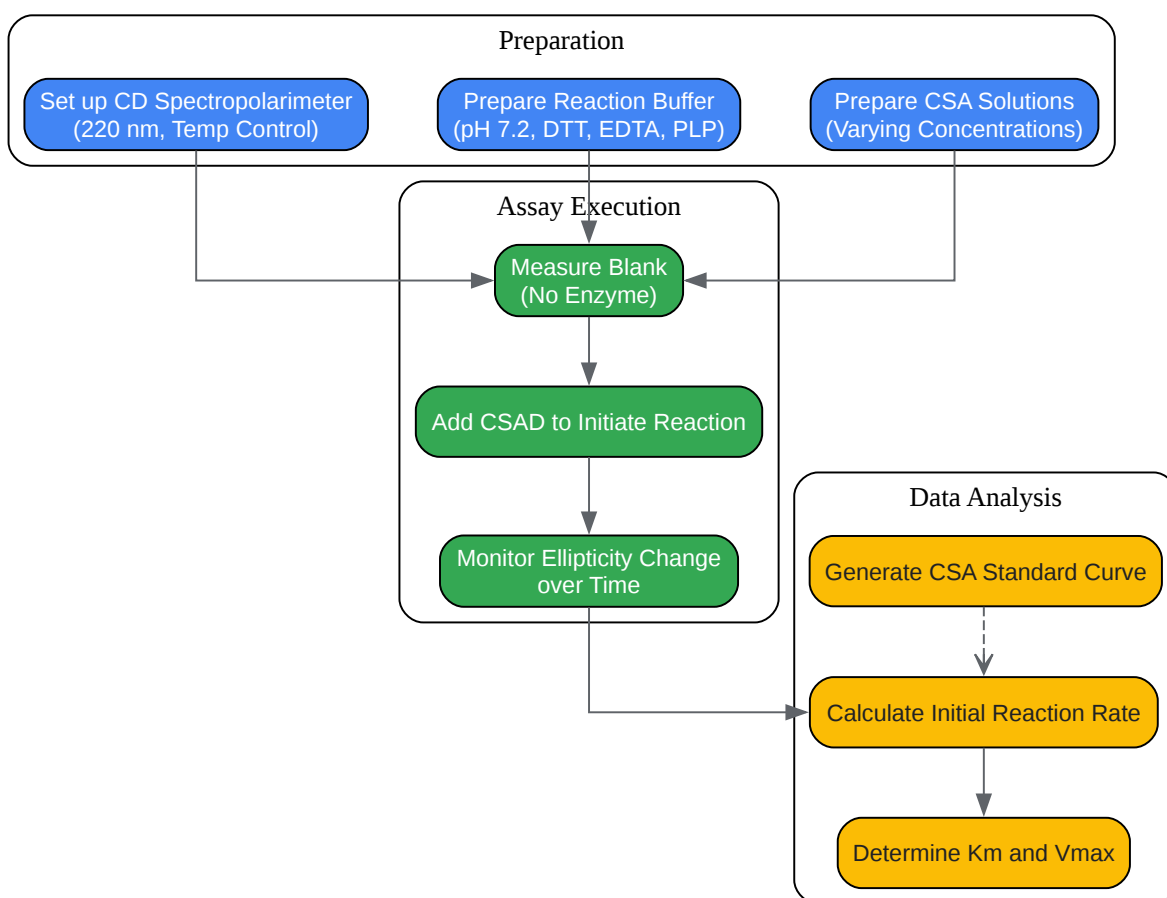 Preparation
Set up CD Spectropolarimeter
(220 nm, Temp Control)
Prepare Reaction Buffer
(pH 7.2, DTT, EDTA, PLP)
Prepare CSA Solutions
(Varying Concentrations)
Assay Execution
Measure Blank
(No Enzyme)
Add CSAD to Initiate Reaction
Monitor Ellipticity Change
over Time
Data Analysis
Generate CSA Standard Curve
Calculate Initial Reaction Rate
Determine Km and Vmax